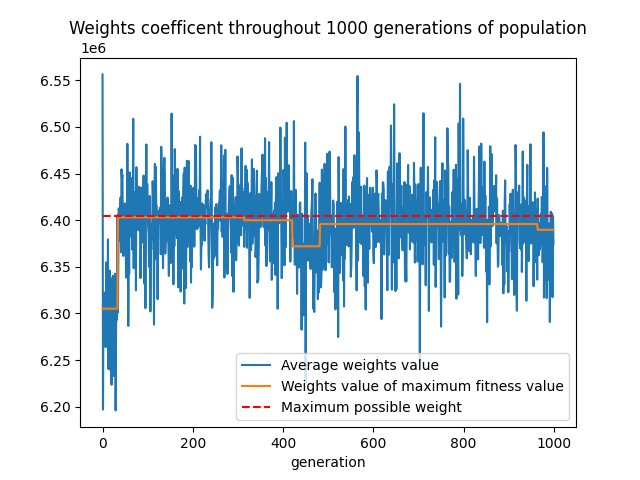 Weights coefficent throughout 1000 generations of population
1e6
6.55
6.50
6.45
6.40
6.35
6.30
6.25
6.20
Average weights value
Weights value of maximum fitness value
Maximum possible weight
0 200 400 600 800 1000
generation